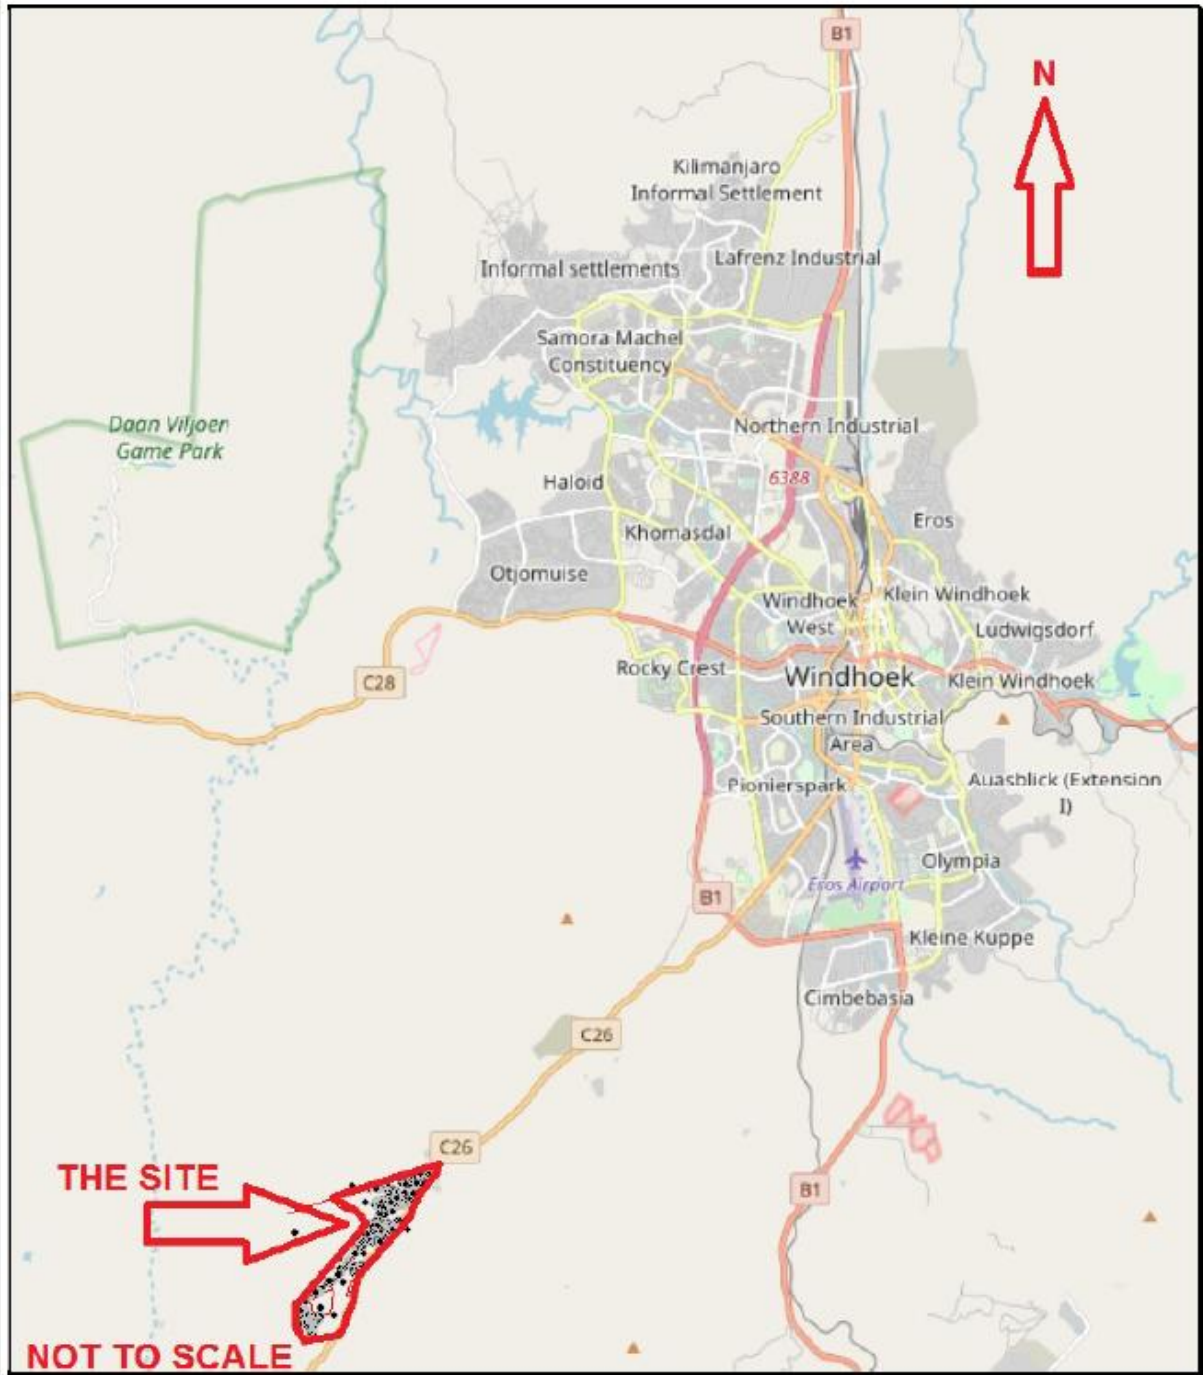 B1
N
Kilimanjaro
Informal Settlement
Lafrenz Industrial
Informal settlements
Samora Machel
Constituency
Daan Viljoen
Game Park
Northern Industrial
6388
Haloid
Eros
Khomasdal
Otjomuise
Windhoek
West
Klein Windhoek
Ludwigsdorf
Rocky Crest
Windhoek
Klein Windhoek
C28
Southern Industrial
Area
Pionierspark
Auasblick (Extension
I)
Olympia
Eros Airport
B1
Kleine Kuppe
Cimbebasia
C26
C26
THE SITE
B1
NOT TO SCALE